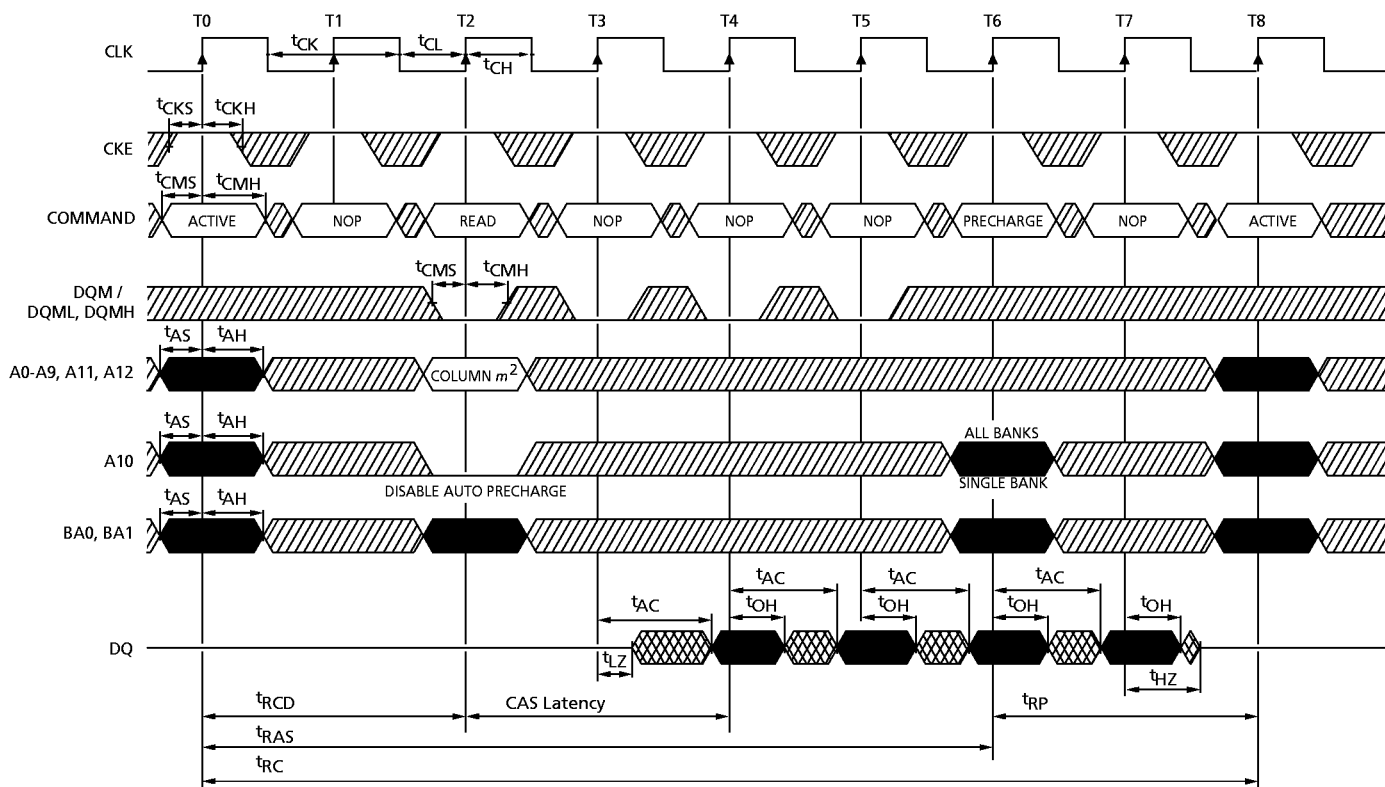 T0 T1 T2 T3 T4 T5 T6 T7 T8
CLK
tCK tCL
tCH
tCKS tCKH
CKE
tCMS tCMH
COMMAND ACTIVE NOP READ NOP NOP NOP PRECHARGE NOP ACTIVE
tCMS tCMH
DQM /
DQML, DQMH
tAS tAH
A0-A9, A11, A12 COLUMN m2
tAS tAH
ALL BANKS
A10
DISABLE AUTO PRECHARGE SINGLE BANK
tAS tAH
BA0, BA1
tAC tAC tAC
tAC tOH tOH tOH tOH
DQ
tLZ tHZ
tRCD CAS Latency tRP
tRAS
tRC